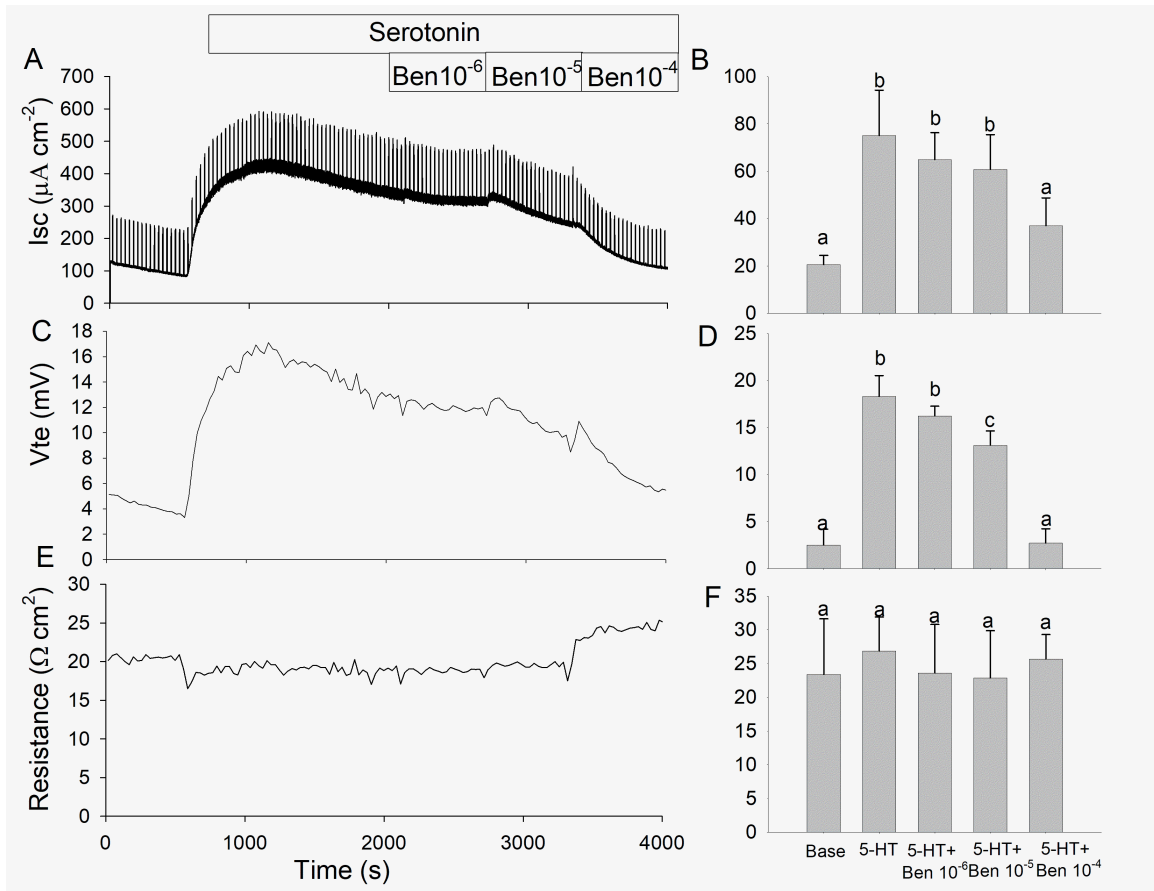 Serotonin
Ben10⁻⁶ Ben10⁻⁵ Ben10⁻⁴
A
700
600
500
400
300
200
100
0
Isc (µA cm⁻²)
B
100
80
60
40
20
0
a b b b a
C
18
16
14
12
10
8
6
4
2
0
Vte (mV)
D
25
20
15
10
5
0
a b b c a
E
30
25
20
15
10
5
0
Resistance (Ω cm²)
0 1000 2000 3000 4000
Time (s)
F
35
30
25
20
15
10
5
0
a a a a a
Base 5-HT 5-HT+ 5-HT+ 5-HT+
Ben 10⁻⁶ Ben 10⁻⁵ Ben 10⁻⁴